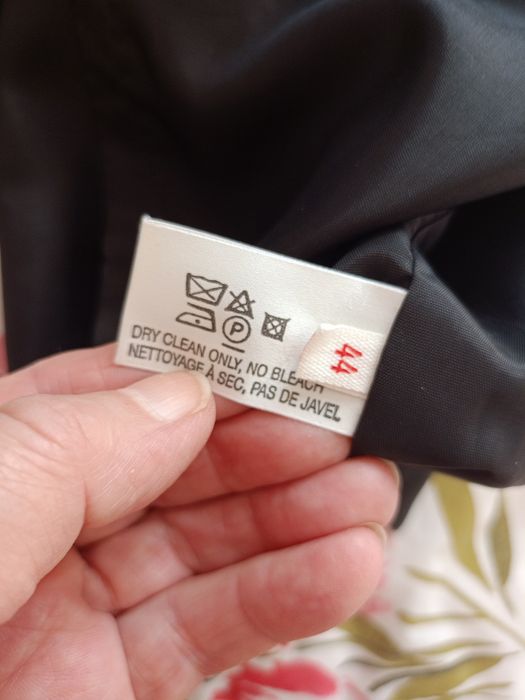 P
DRY CLEAN ONLY, NO BLEACH
NETTOYAGE À SEC, PAS DE JAVEL
44